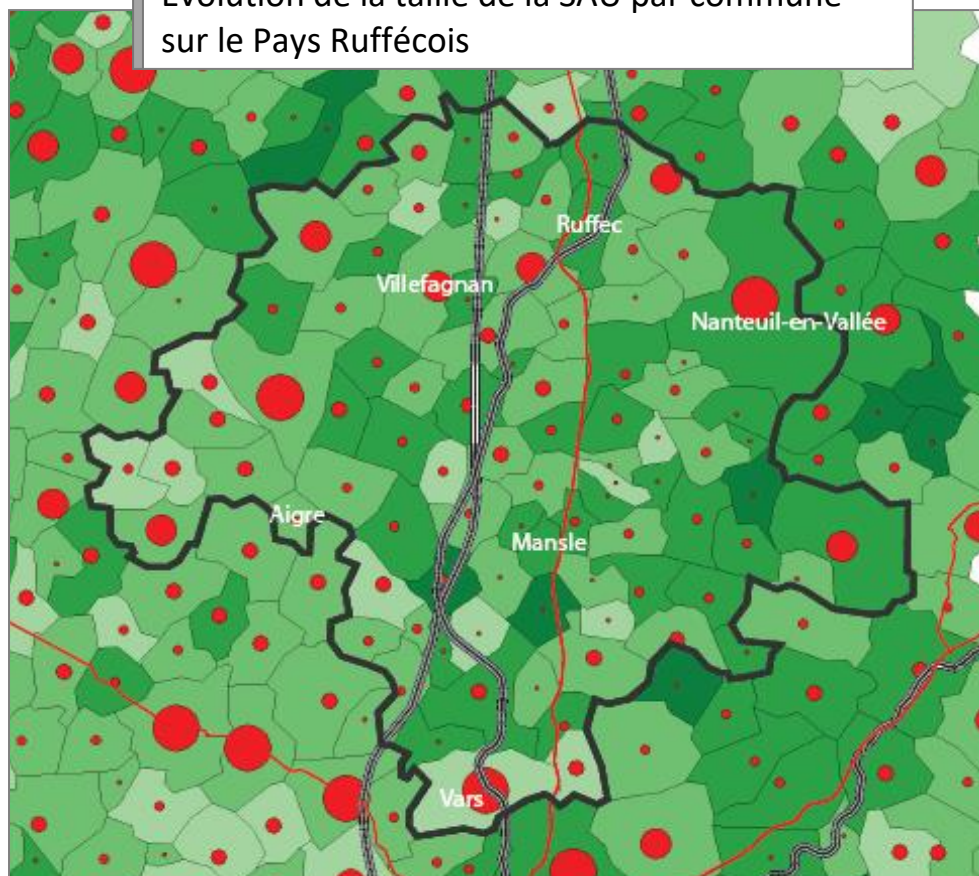 Evolution de la taille de la SAU par commune
sur le Pays Ruffécois
Ruffec
Villefagnan
Nanteuil-en-Vallée
Aigre
Mansle
Vars